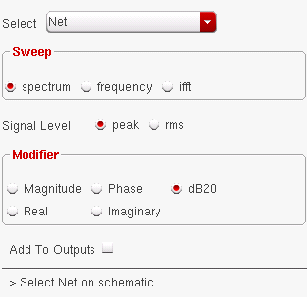 Select Net
Sweep
spectrum frequency ifft
Signal Level peak rms
Modifier
Magnitude Phase dB20
Real Imaginary
Add To Outputs
> Select Net on schematic